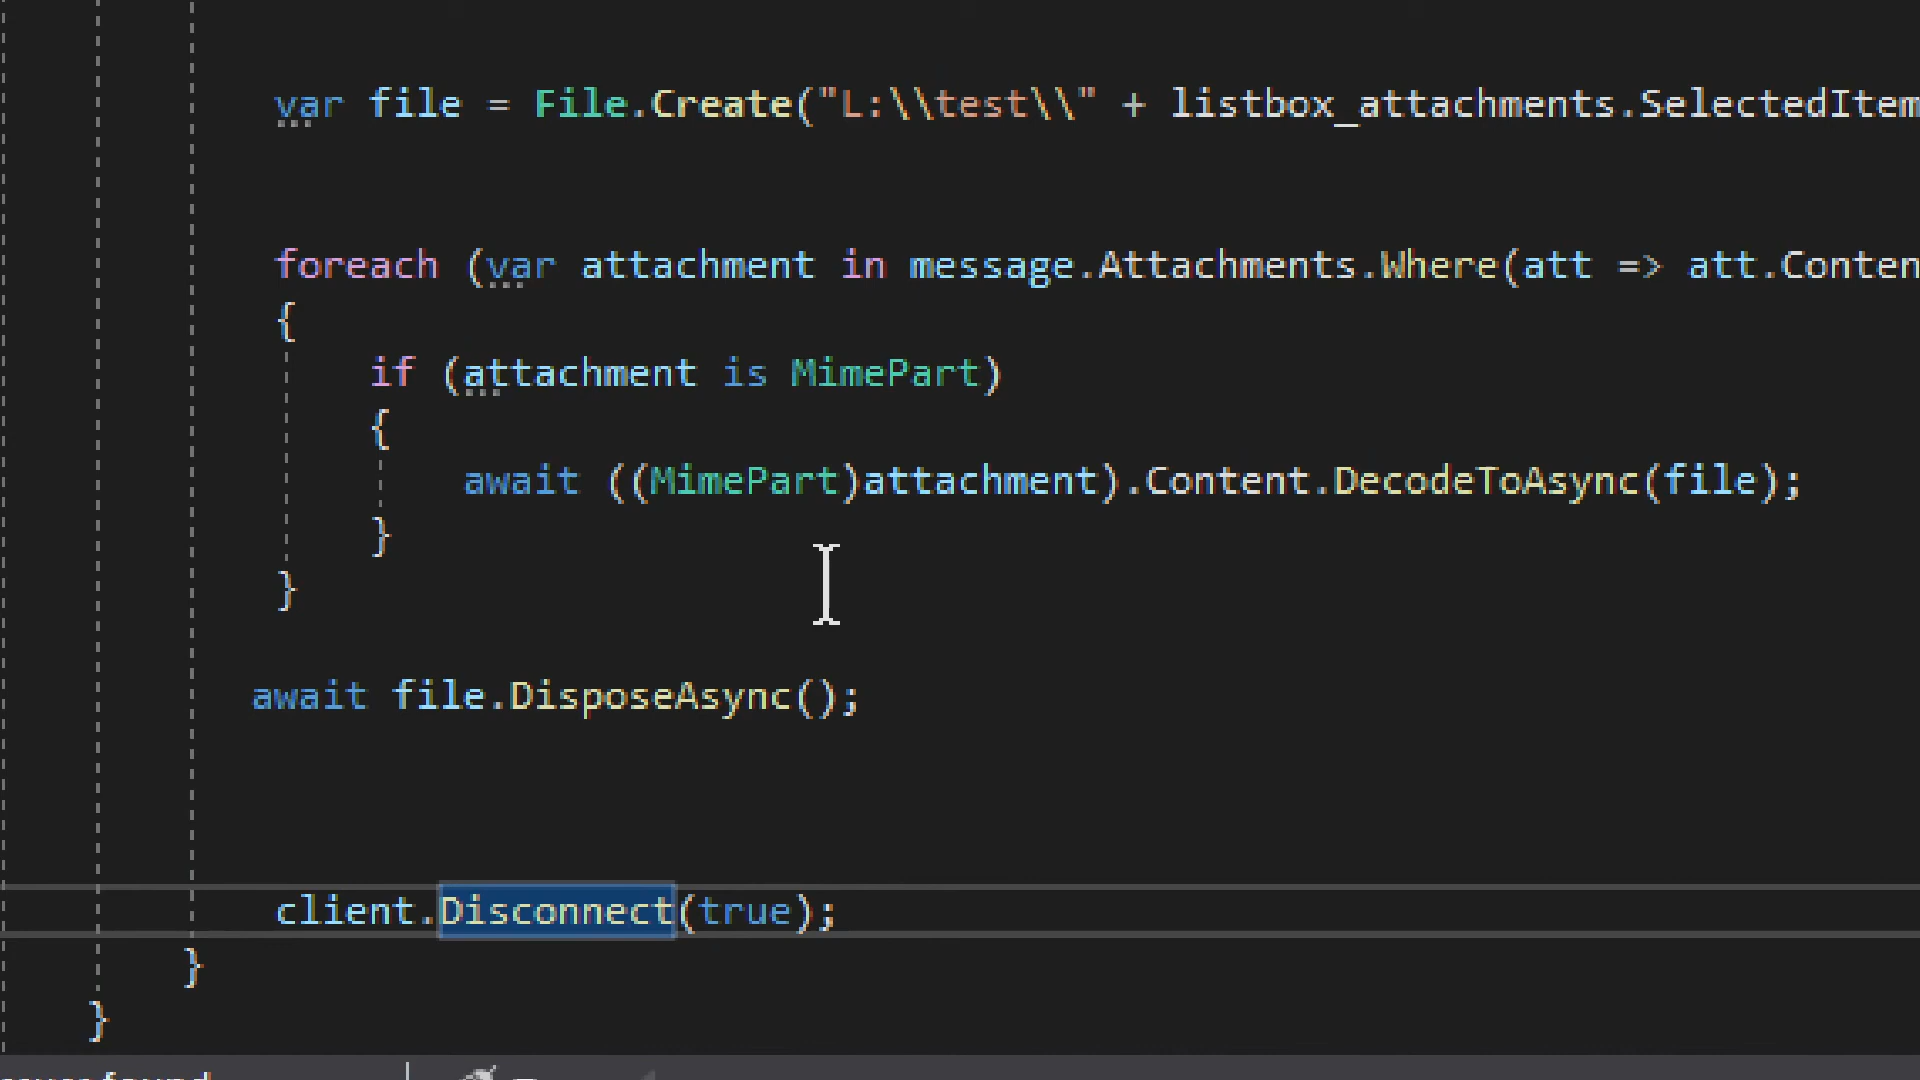 var file = File.Create("L:\\test\\" + listbox_attachments.SelectedItem
foreach (var attachment in message.Attachments.Where(att => att.Conten
{
if (attachment is MimePart)
{
await ((MimePart)attachment).Content.DecodeToAsync(file);
}
}
await file.DisposeAsync();
client.Disconnect(true);
}
}